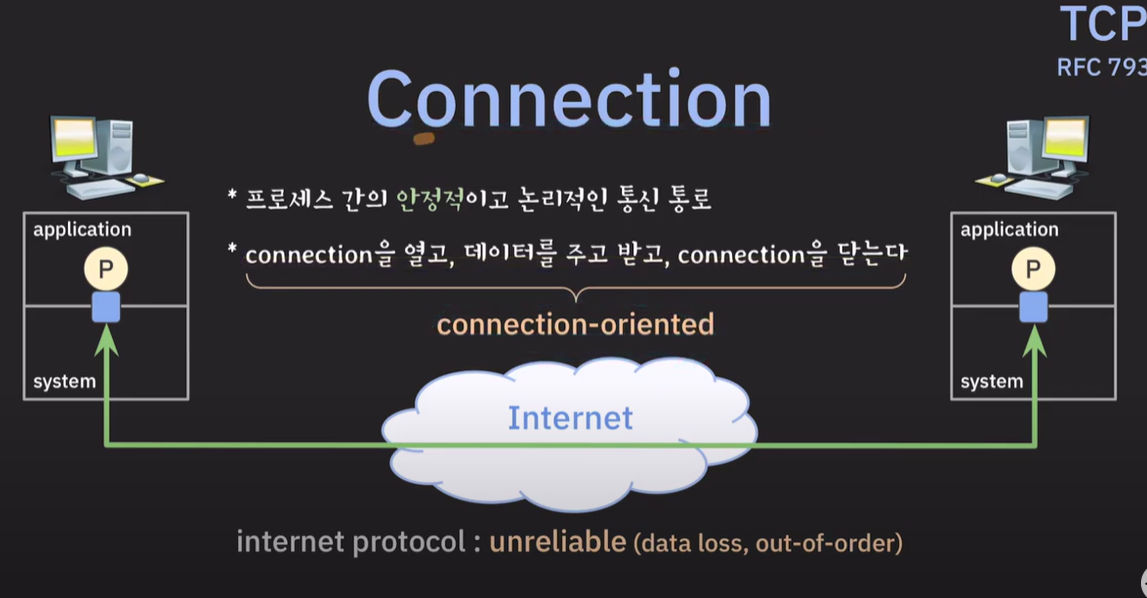 TCP
RFC 793
Connection
* 프로세스 간의 안정적이고 논리적인 통신 통로
* connection을 열고, 데이터를 주고 받고, connection을 닫는다
connection-oriented
application
P
system
application
P
system
Internet
internet protocol : unreliable (data loss, out-of-order)